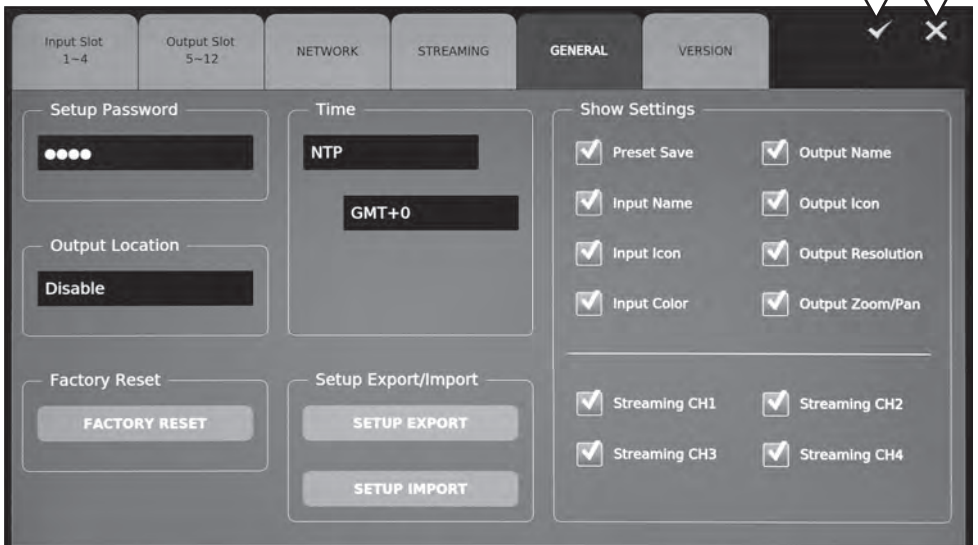 Input Slot
1~4
Output Slot
5~12
NETWORK
STREAMING
GENERAL
VERSION
Setup Password
Output Location
Disable
Factory Reset
FACTORY RESET
Time
NTP
GMT+0
Setup Export/Import
SETUP EXPORT
SETUP IMPORT
Show Settings
Preset Save
Output Name
Input Name
Output Icon
Input Icon
Output Resolution
Input Color
Output Zoom/Pan
Streaming CH1
Streaming CH2
Streaming CH3
Streaming CH4